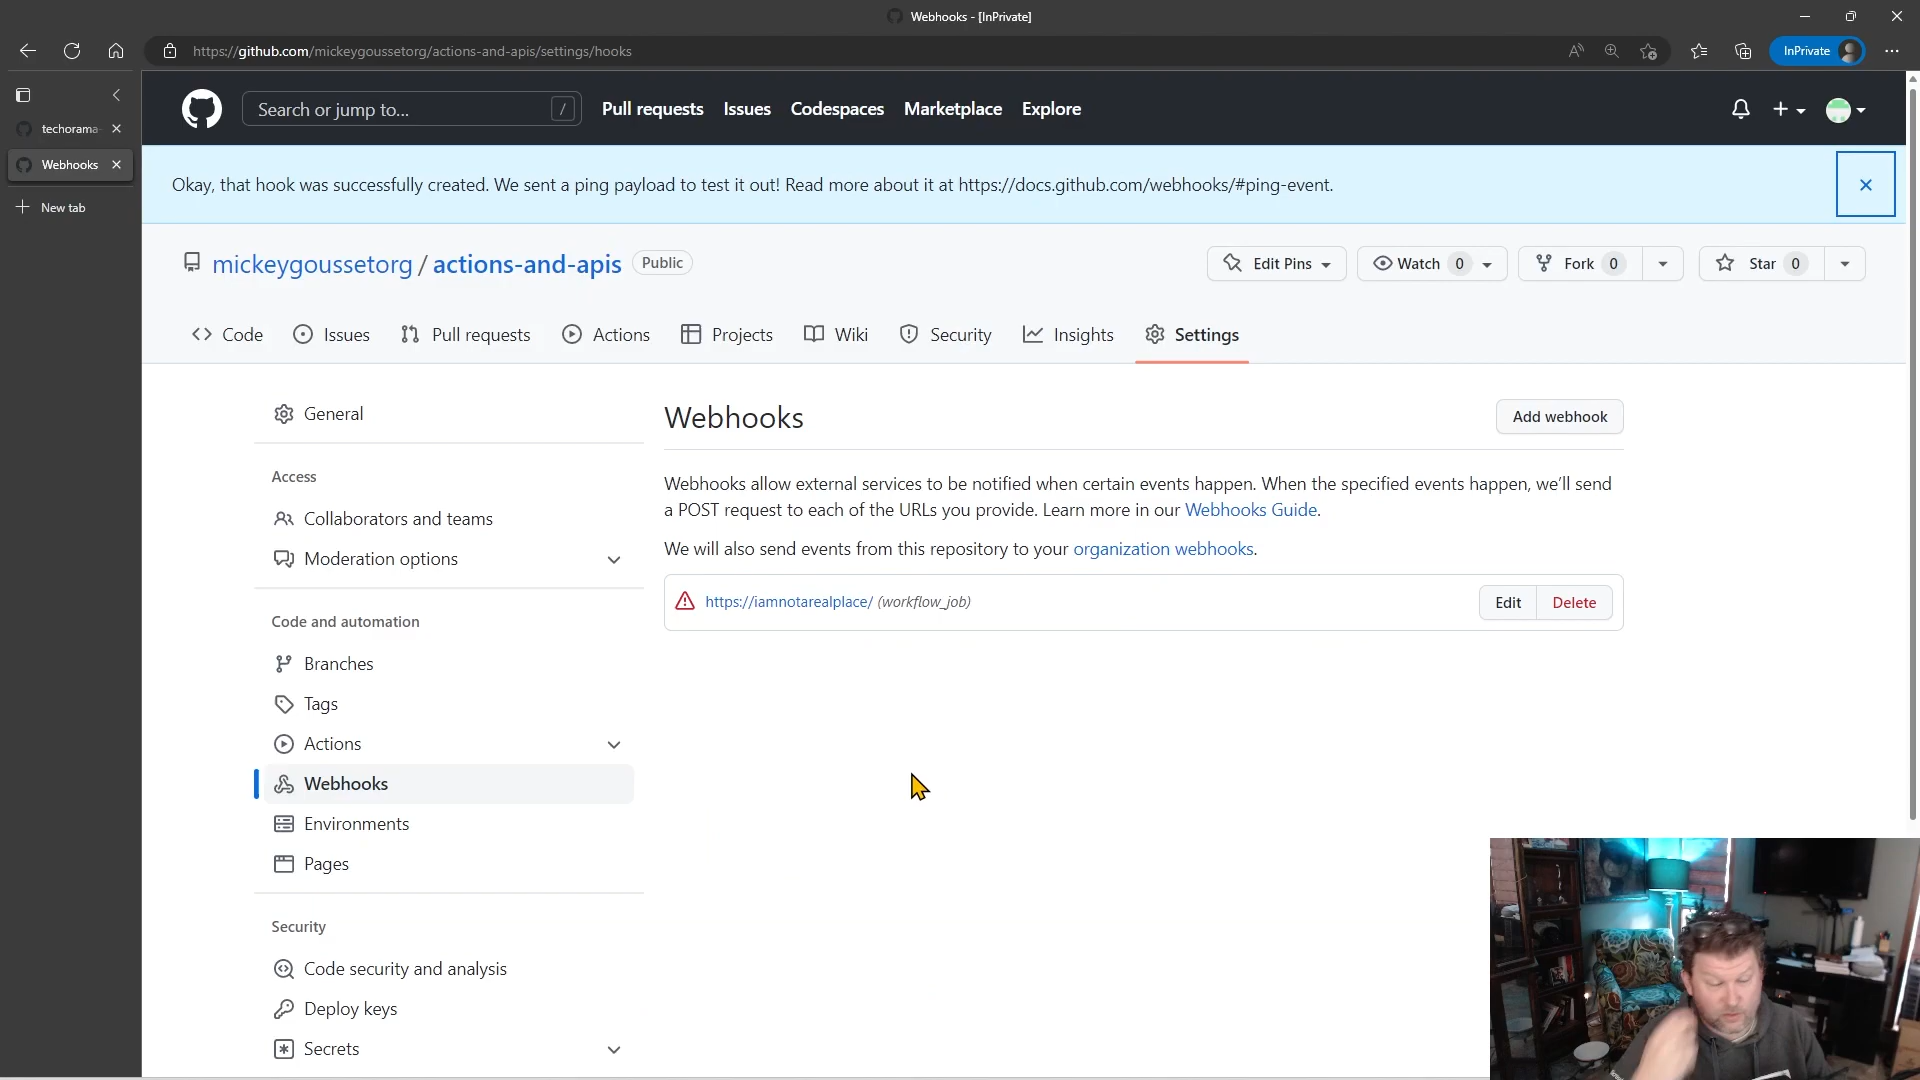 Webhooks - [InPrivate]
https://github.com/mickeygoussetorg/actions-and-apis/settings/hooks
InPrivate
techorama-
Webhooks
New tab
Search or jump to...
/
Pull requests
Issues
Codespaces
Marketplace
Explore
Okay, that hook was successfully created. We sent a ping payload to test it out! Read more about it at https://docs.github.com/webhooks/#ping-event.
mickeygoussetorg / actions-and-apis
Public
Edit Pins
Watch 0
Fork 0
Star 0
Code
Issues
Pull requests
Actions
Projects
Wiki
Security
Insights
Settings
General
Access
Collaborators and teams
Moderation options
Code and automation
Branches
Tags
Actions
Webhooks
Environments
Pages
Security
Code security and analysis
Deploy keys
Secrets
Webhooks
Add webhook
Webhooks allow external services to be notified when certain events happen. When the specified events happen, we'll send
a POST request to each of the URLs you provide. Learn more in our Webhooks Guide.
We will also send events from this repository to your organization webhooks.
https://iamnotarealplace/ (workflow_job)
Edit
Delete